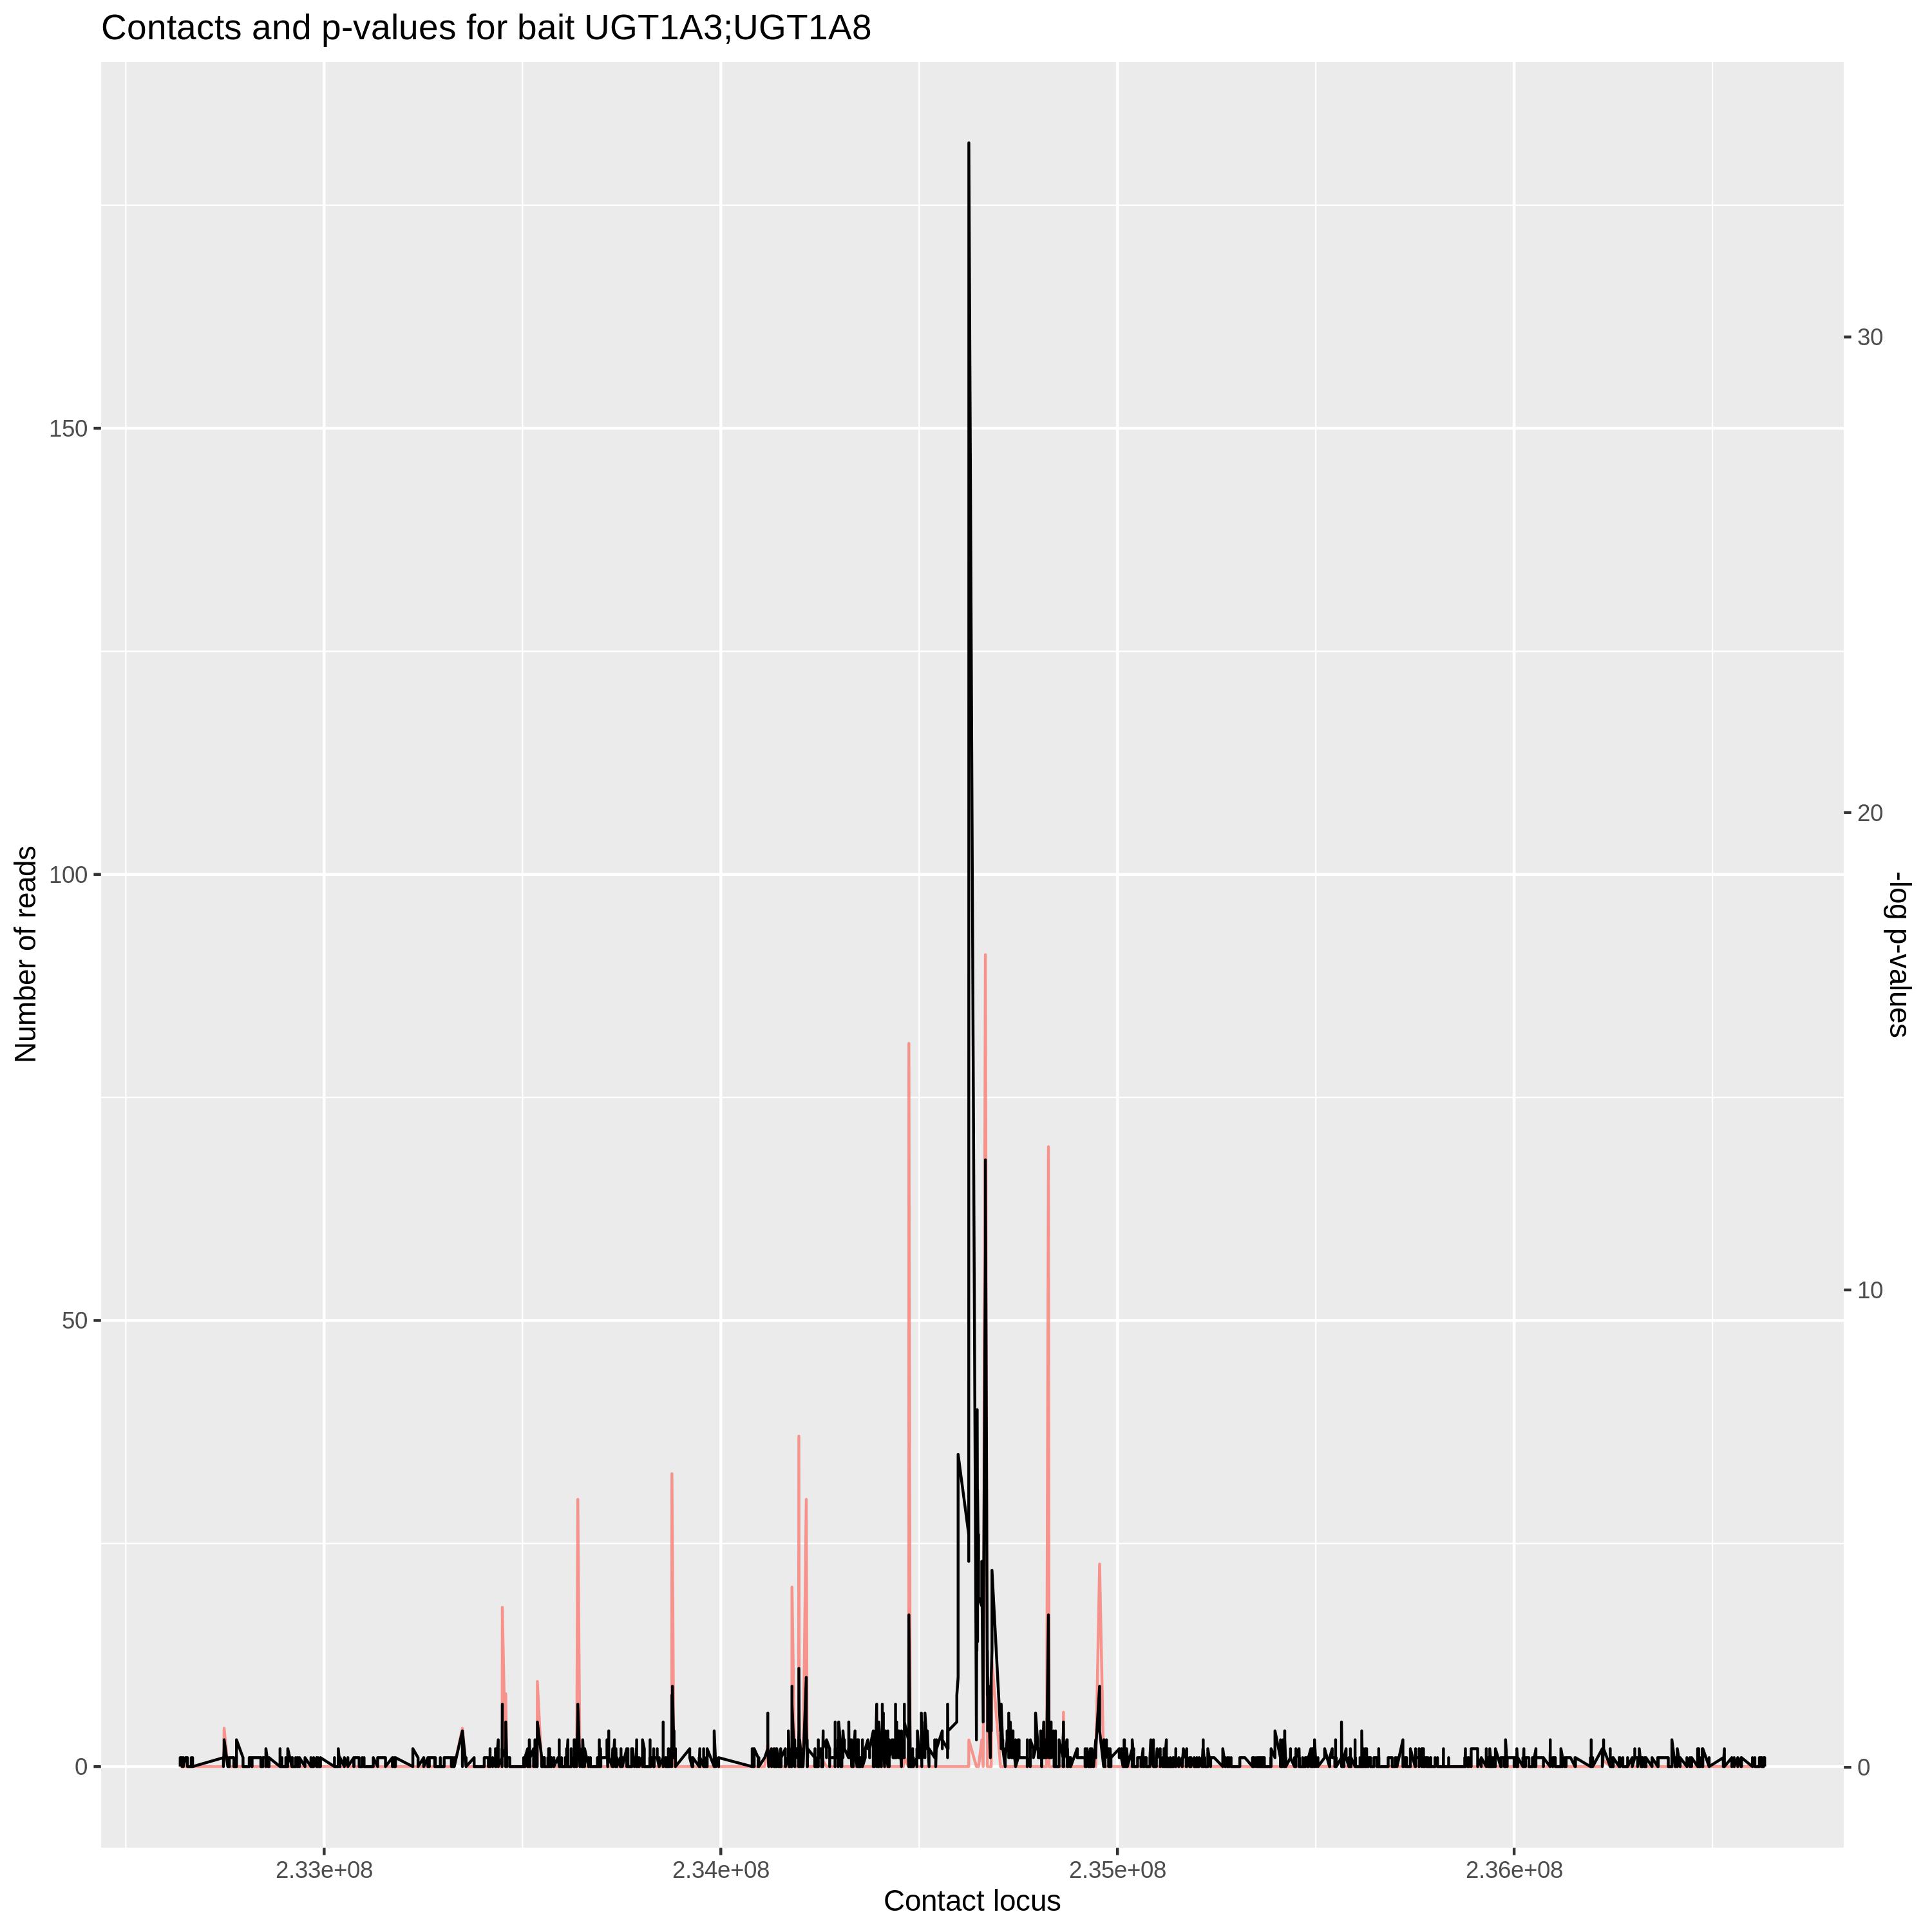 Contacts and p-values for bait UGT1A3;UGT1A8
Number of reads
150
100
50
0
30
20
10
0
-log p-values
2.33e+08
2.34e+08
2.35e+08
2.36e+08
Contact locus